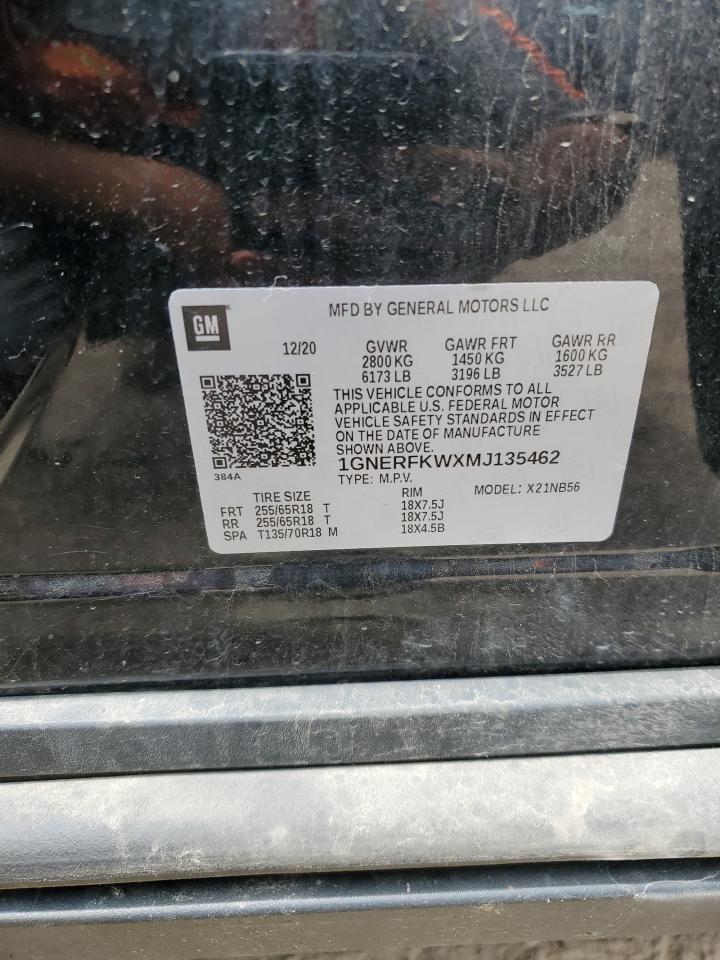 GM
MFD BY GENERAL MOTORS LLC
12/20 GVWR GAWR FRT GAWR RR
2800 KG 1450 KG 1600 KG
6173 LB 3196 LB 3527 LB
THIS VEHICLE CONFORMS TO ALL
APPLICABLE U.S. FEDERAL MOTOR
VEHICLE SAFETY STANDARDS IN EFFECT
ON THE DATE OF MANUFACTURE
SHOWN ABOVE.
384A
1GNERFKWXMJ135462
TYPE: M.P.V. MODEL: X21NB56
TIRE SIZE RIM
FRT 255/65R18 T 18X7.5J
RR 255/65R18 T 18X7.5J
SPA T135/70R18 M 18X4.5B